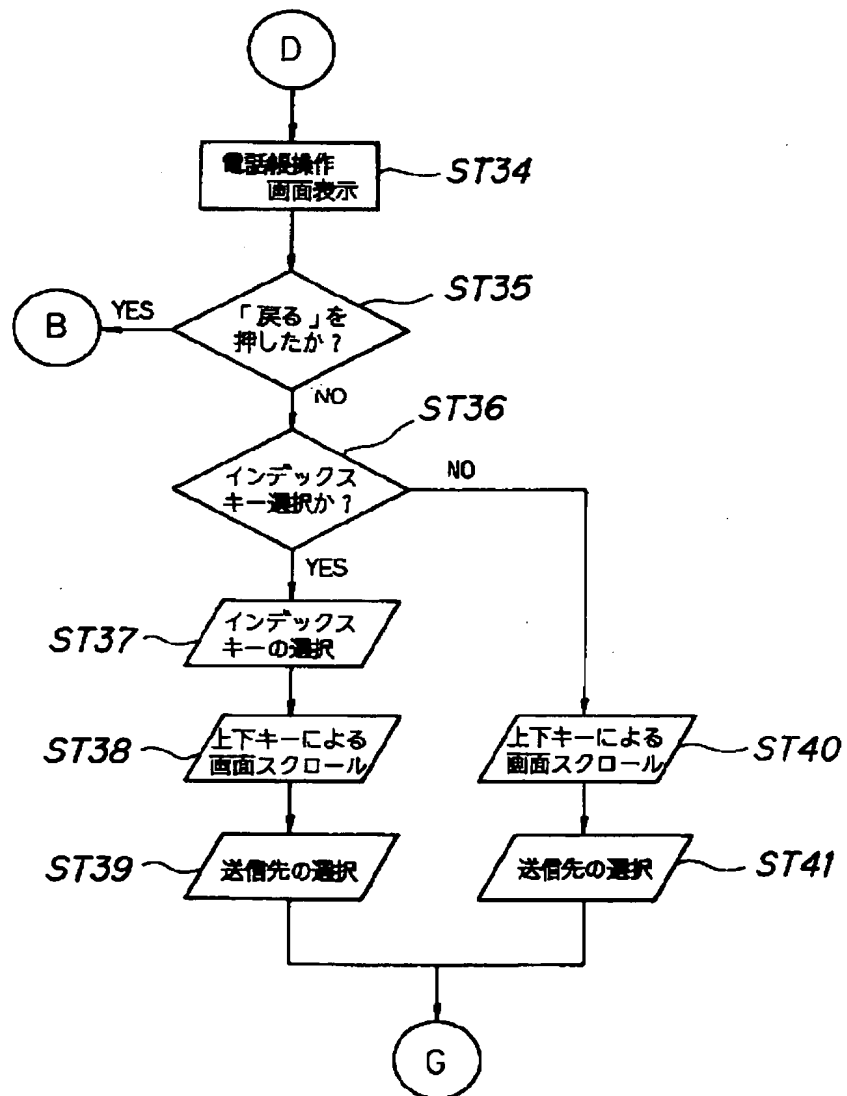 D
電話帳操作
画面表示
ST34
「戻る」を
押したか？
ST35
YES
B
NO
インデックス
キー選択か？
ST36
NO
YES
インデックス
キーの選択
ST37
上下キーによる
画面スクロール
ST38
上下キーによる
画面スクロール
ST40
送信先の選択
ST39
送信先の選択
ST41
G